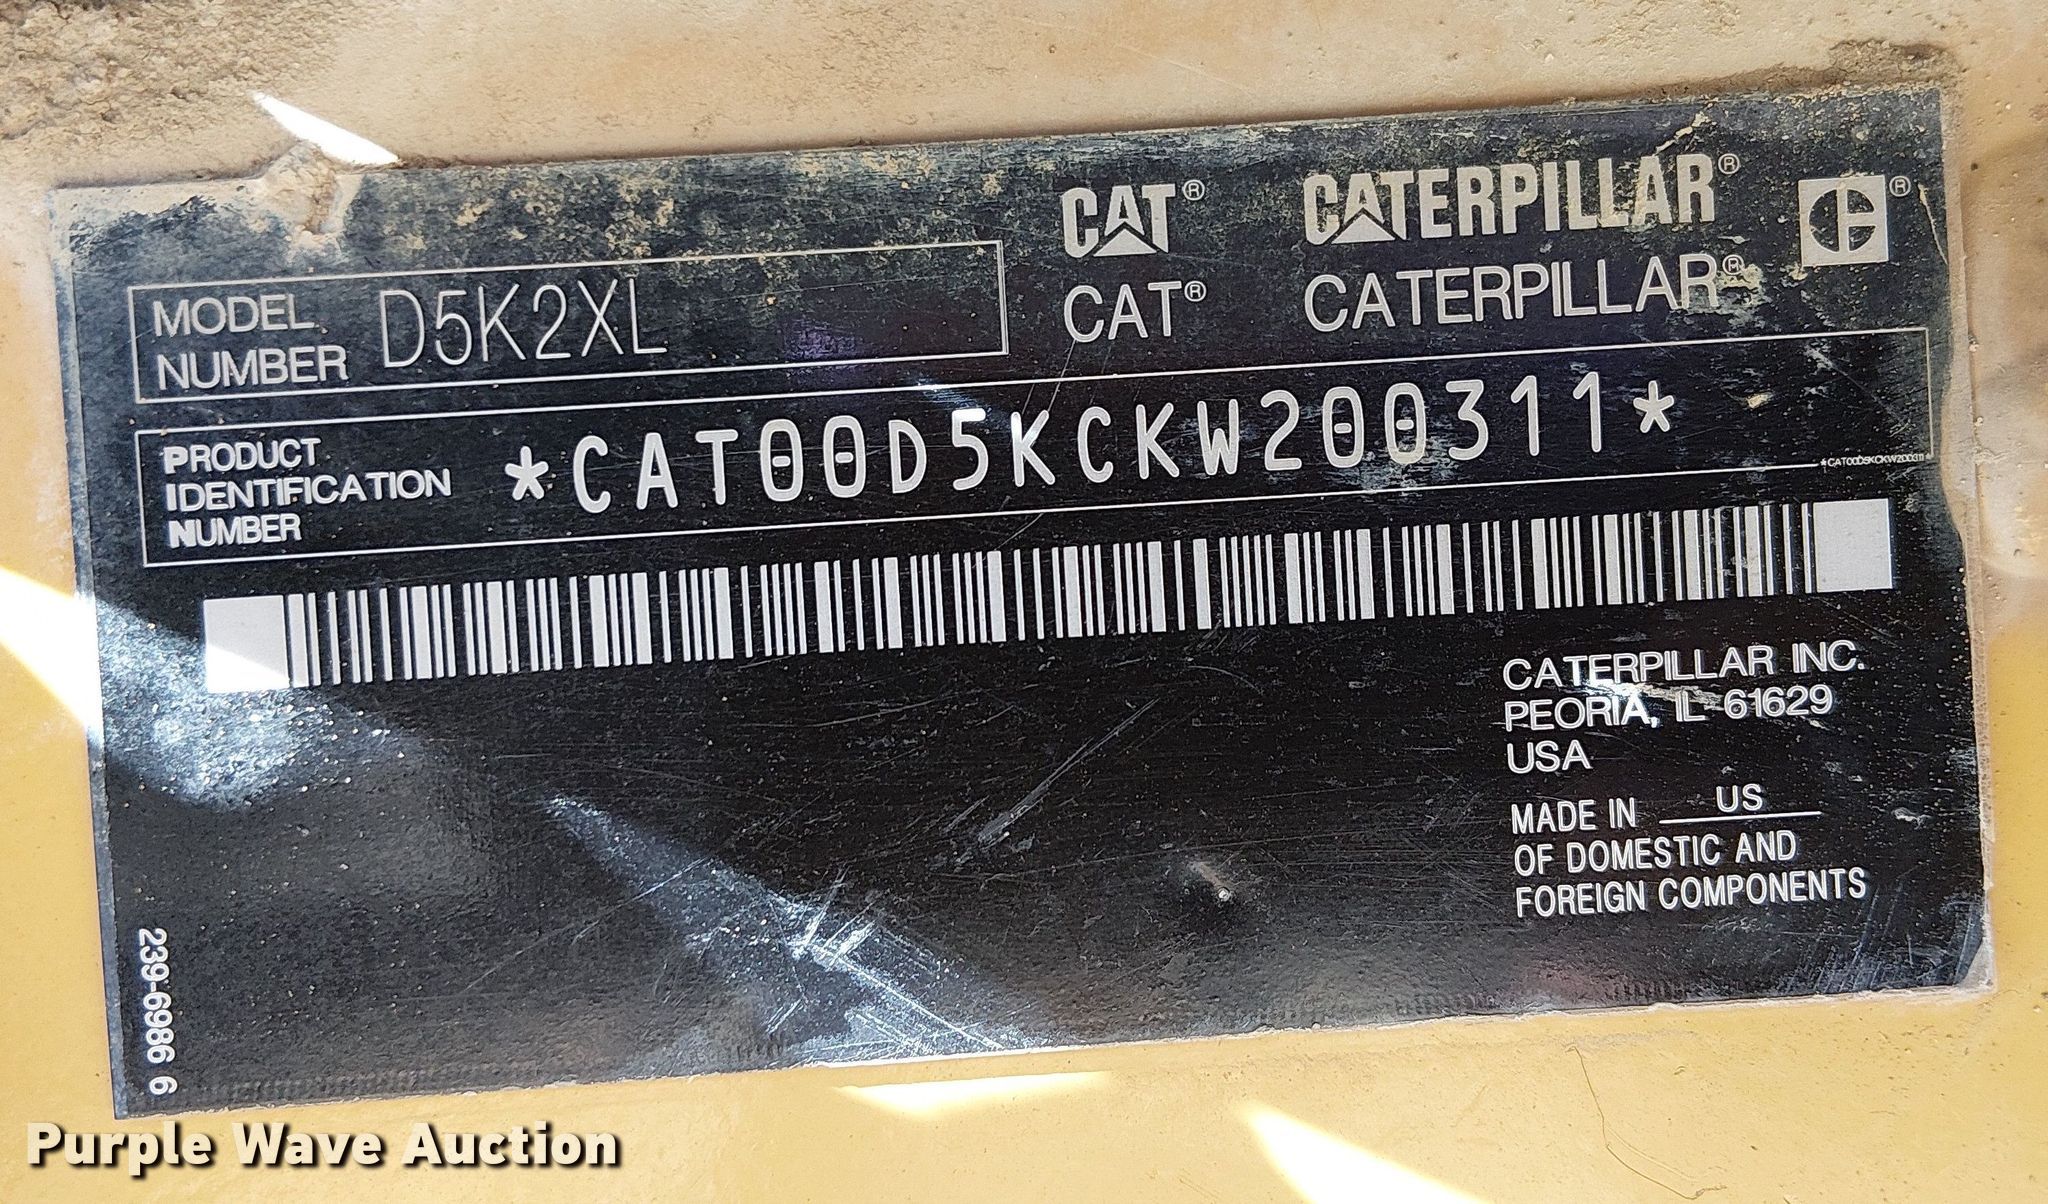 CAT® CATERPILLAR® ®
MODEL NUMBER D5K2XL
CAT® CATERPILLAR®
PRODUCT IDENTIFICATION NUMBER *CAT00D5KCKW200311*
*CAT00D5KCKW200311*
CATERPILLAR INC.
PEORIA, IL 61629
USA
MADE IN US
OF DOMESTIC AND
FOREIGN COMPONENTS
239-6986 6
Purple Wave Auction